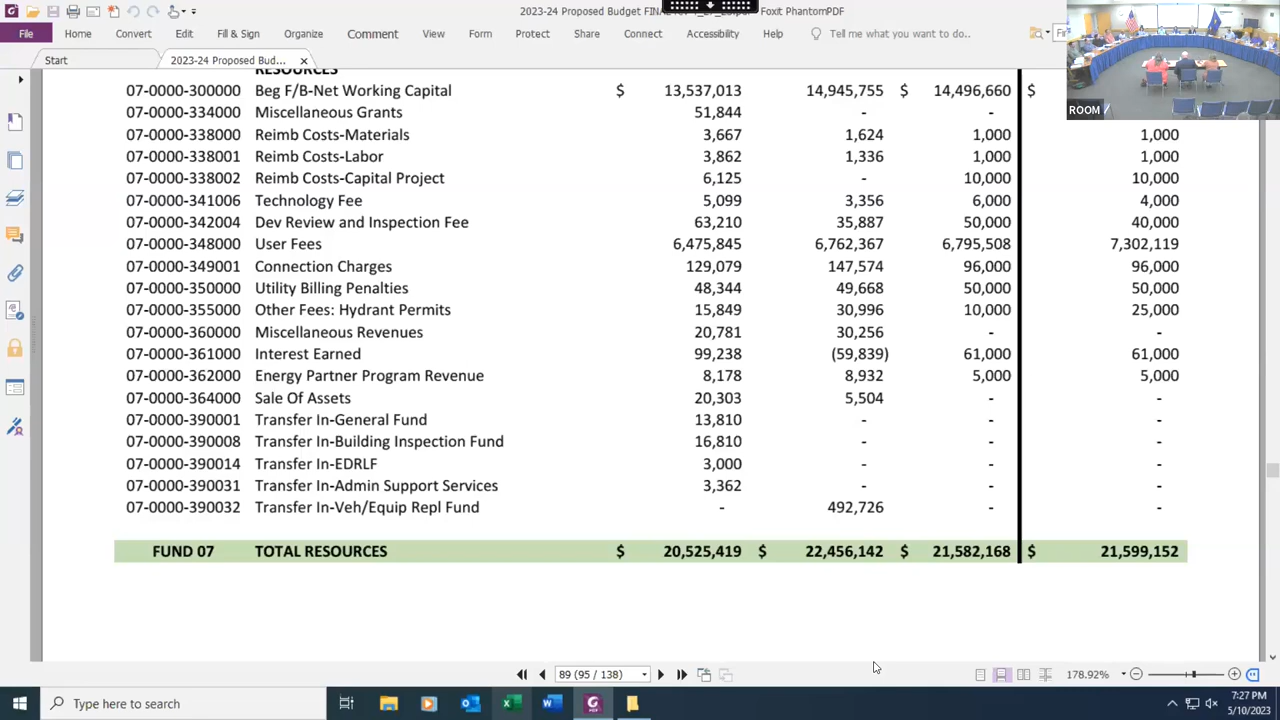 2023-24 Proposed Budget FINAL
Foxit PhantomPDF
File Home Convert Edit Fill & Sign Organize Comment View Form Protect Share Connect Accessibility Help Tell me what you want to do..
Start 2023-24 Proposed Bud...
ROOM
RESOURCES
07-0000-300000 Beg F/B-Net Working Capital $ 13,537,013 14,945,755 $ 14,496,660 $
07-0000-334000 Miscellaneous Grants 51,844 - -
07-0000-338000 Reimb Costs-Materials 3,667 1,624 1,000 1,000
07-0000-338001 Reimb Costs-Labor 3,862 1,336 1,000 1,000
07-0000-338002 Reimb Costs-Capital Project 6,125 - 10,000 10,000
07-0000-341006 Technology Fee 5,099 3,356 6,000 4,000
07-0000-342004 Dev Review and Inspection Fee 63,210 35,887 50,000 40,000
07-0000-348000 User Fees 6,475,845 6,762,367 6,795,508 7,302,119
07-0000-349001 Connection Charges 129,079 147,574 96,000 96,000
07-0000-350000 Utility Billing Penalties 48,344 49,668 50,000 50,000
07-0000-355000 Other Fees: Hydrant Permits 15,849 30,996 10,000 25,000
07-0000-360000 Miscellaneous Revenues 20,781 30,256 - -
07-0000-361000 Interest Earned 99,238 (59,839) 61,000 61,000
07-0000-362000 Energy Partner Program Revenue 8,178 8,932 5,000 5,000
07-0000-364000 Sale Of Assets 20,303 5,504 - -
07-0000-390001 Transfer In-General Fund 13,810 - - -
07-0000-390008 Transfer In-Building Inspection Fund 16,810 - - -
07-0000-390014 Transfer In-EDRLF 3,000 - - -
07-0000-390031 Transfer In-Admin Support Services 3,362 - - -
07-0000-390032 Transfer In-Veh/Equip Repl Fund - 492,726 - -
FUND 07 TOTAL RESOURCES $ 20,525,419 $ 22,456,142 $ 21,582,168 $ 21,599,152
89 (95 / 138) 178.92%
Type here to search
7:27 PM
5/10/2023